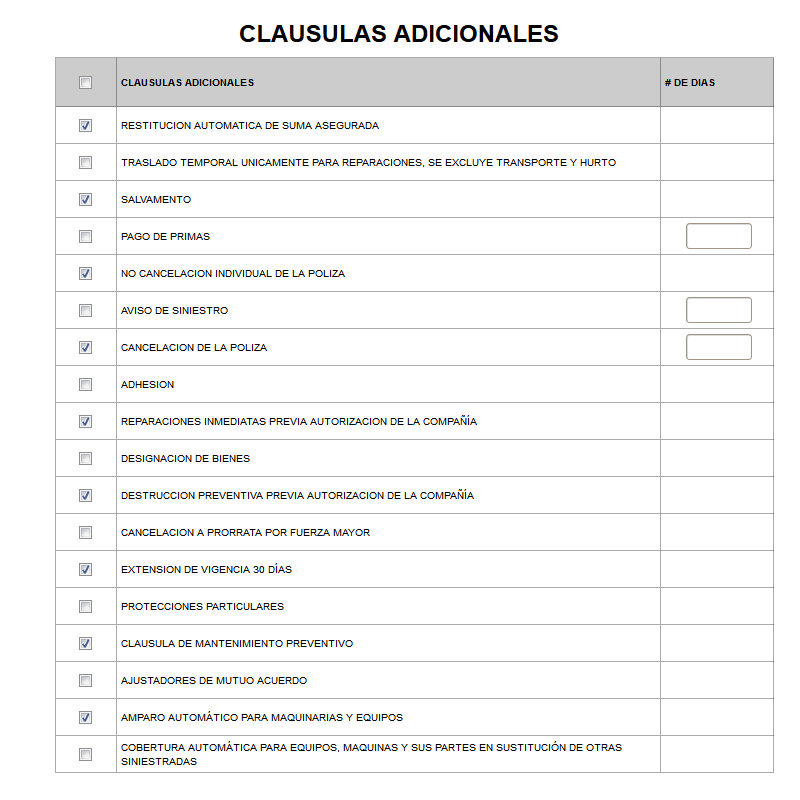 CLAUSULAS ADICIONALES
CLAUSULAS ADICIONALES # DE DIAS
RESTITUCION AUTOMATICA DE SUMA ASEGURADA
TRASLADO TEMPORAL UNICAMENTE PARA REPARACIONES, SE EXCLUYE TRANSPORTE Y HURTO
SALVAMENTO
PAGO DE PRIMAS
NO CANCELACION INDIVIDUAL DE LA POLIZA
AVISO DE SINIESTRO
CANCELACION DE LA POLIZA
ADHESION
REPARACIONES INMEDIATAS PREVIA AUTORIZACION DE LA COMPAÑÍA
DESIGNACION DE BIENES
DESTRUCCION PREVENTIVA PREVIA AUTORIZACION DE LA COMPAÑÍA
CANCELACION A PRORRATA POR FUERZA MAYOR
EXTENSION DE VIGENCIA 30 DÍAS
PROTECCIONES PARTICULARES
CLAUSULA DE MANTENIMIENTO PREVENTIVO
AJUSTADORES DE MUTUO ACUERDO
AMPARO AUTOMÁTICO PARA MAQUINARIAS Y EQUIPOS
COBERTURA AUTOMÁTICA PARA EQUIPOS, MAQUINAS Y SUS PARTES EN SUSTITUCIÓN DE OTRAS
SINIESTRADAS